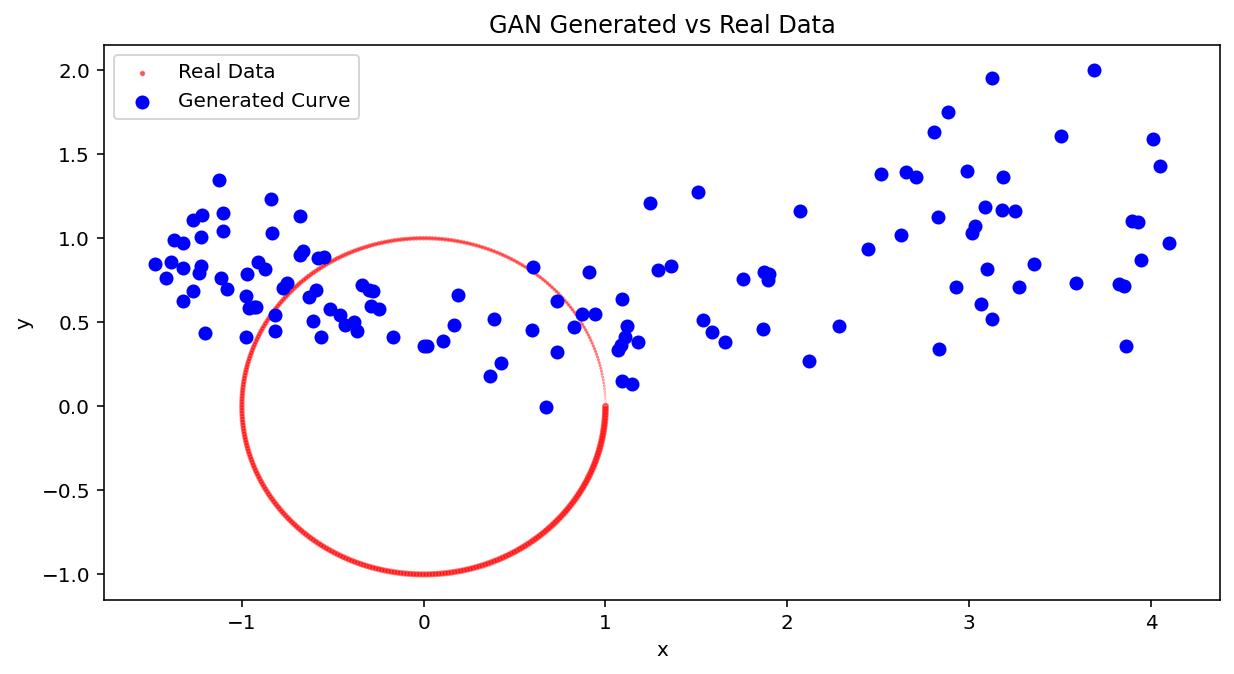 GAN Generated vs Real Data
Real Data
Generated Curve
2.0
1.5
1.0
0.5
0.0
−0.5
−1.0
y
−1 0 1 2 3 4
x